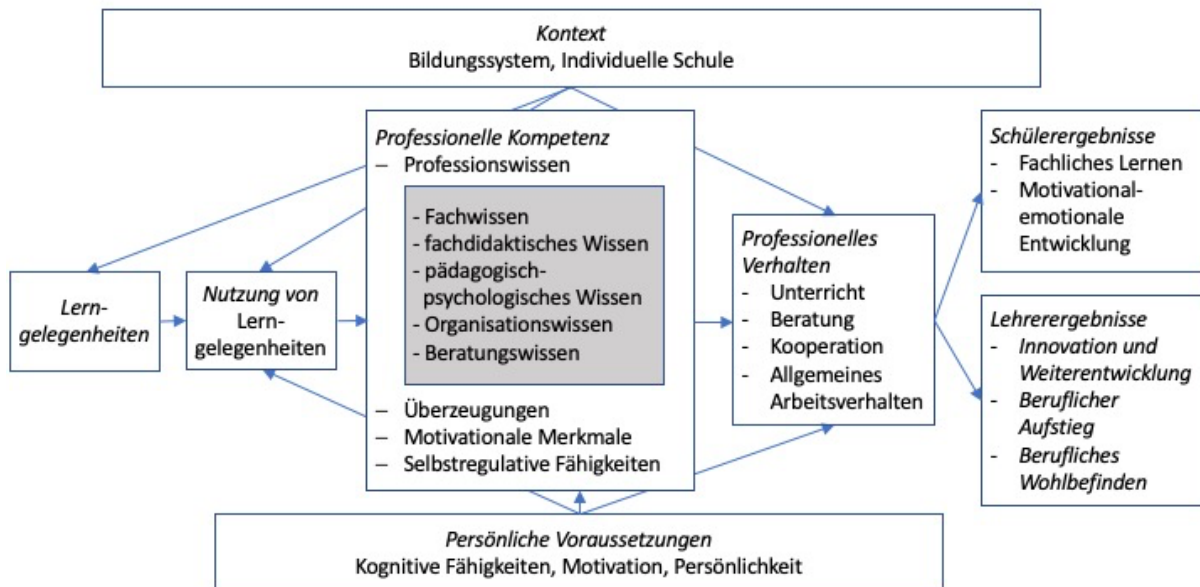 Kontext
Bildungssystem, Individuelle Schule
Lern-
gelegenheiten
Nutzung von
Lern-
gelegenheiten
Professionelle Kompetenz
– Professionswissen
- Fachwissen
- fachdidaktisches Wissen
- pädagogisch-
psychologisches Wissen
- Organisationswissen
- Beratungswissen
– Überzeugungen
– Motivationale Merkmale
– Selbstregulative Fähigkeiten
Professionelles
Verhalten
- Unterricht
- Beratung
- Kooperation
- Allgemeines
Arbeitsverhalten
Schülerergebnisse
- Fachliches Lernen
- Motivational-
emotionale
Entwicklung
Lehrerergebnisse
- Innovation und
Weiterentwicklung
- Beruflicher
Aufstieg
- Berufliches
Wohlbefinden
Persönliche Voraussetzungen
Kognitive Fähigkeiten, Motivation, Persönlichkeit